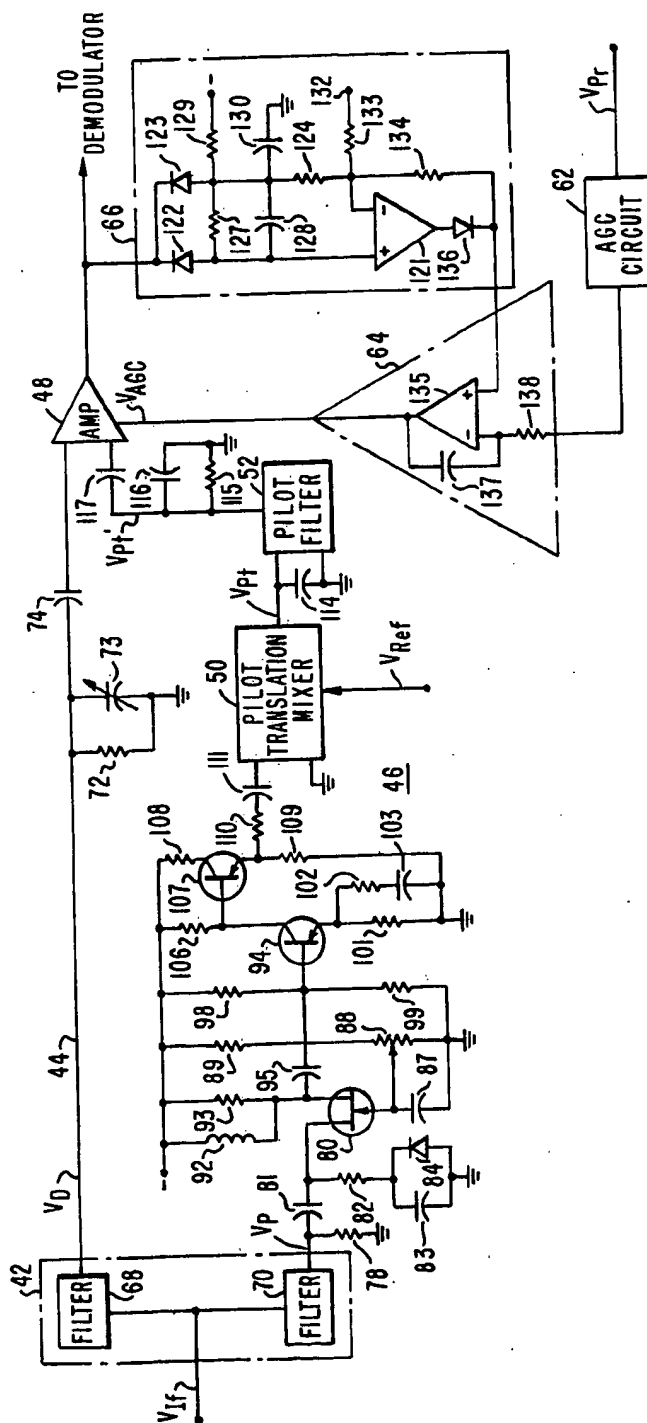 V_If
42
FILTER
68
FILTER
70
V_D
44
V_P
78
81
82
83
84
80
87
88
89
92
93
95
98
99
94
101
102
103
106
107
108
109
110
111
46
72
73
74
PILOT
TRANSLATION
MIXER
50
V_Ref
V_Pt
114
PILOT
FILTER
52
115
116
117
V_Pt'
48
AMP
V_AGC
TO
DEMODULATOR
66
122
123
127
128
129
130
124
132
133
134
121
136
64
135
137
138
62
AGC
CIRCUIT
V_Pr